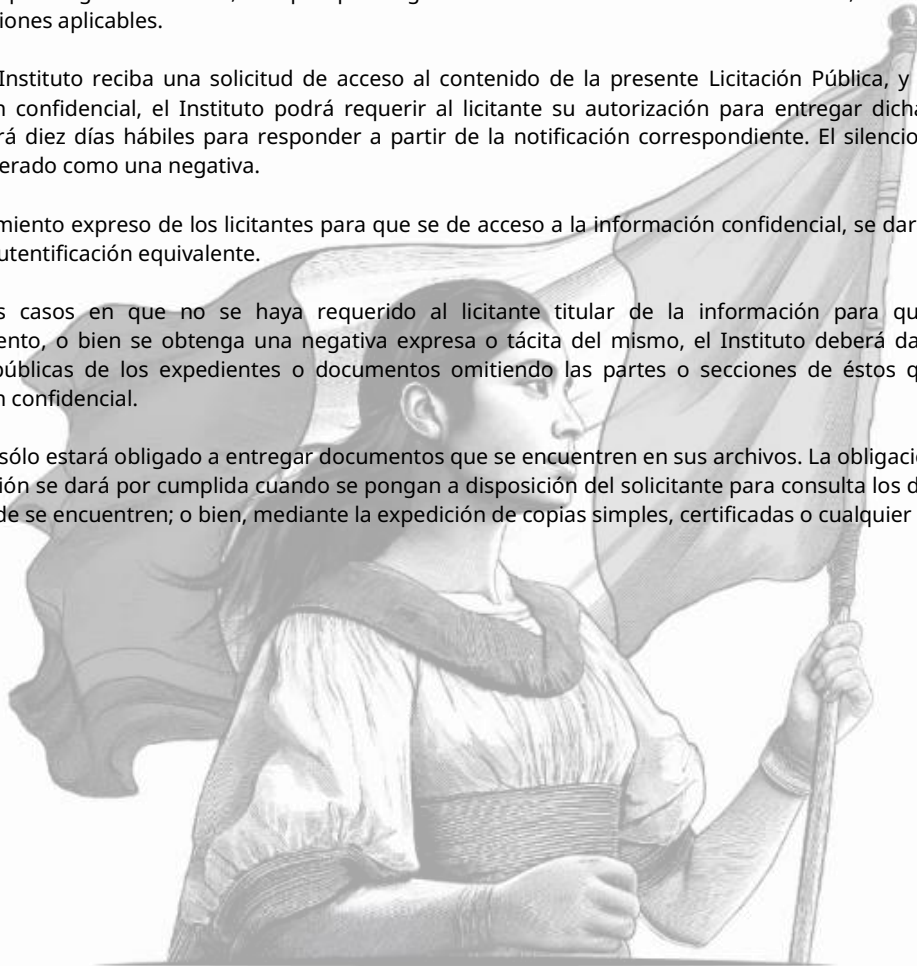 iones aplicables.
Instituto reciba una solicitud de acceso al contenido de la presente Licitación Pública, y
n confidencial, el Instituto podrá requerir al licitante su autorización para entregar dicha
rá diez días hábiles para responder a partir de la notificación correspondiente. El silencio
erado como una negativa.
miento expreso de los licitantes para que se de acceso a la información confidencial, se dar
utentificación equivalente.
s casos en que no se haya requerido al licitante titular de la información para qu
ento, o bien se obtenga una negativa expresa o tácita del mismo, el Instituto deberá da
públicas de los expedientes o documentos omitiendo las partes o secciones de éstos q
n confidencial.
sólo estará obligado a entregar documentos que se encuentren en sus archivos. La obligaci
ión se dará por cumplida cuando se pongan a disposición del solicitante para consulta los d
de se encuentren; o bien, mediante la expedición de copias simples, certificadas o cualquier